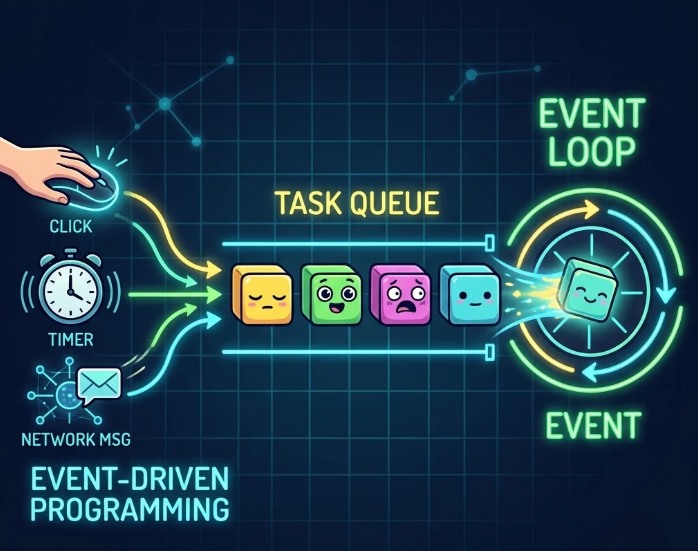 EVENT
LOOP
TASK QUEUE
CLICK
TIMER
NETWORK MSG
EVENT
EVENT-DRIVEN
PROGRAMMING